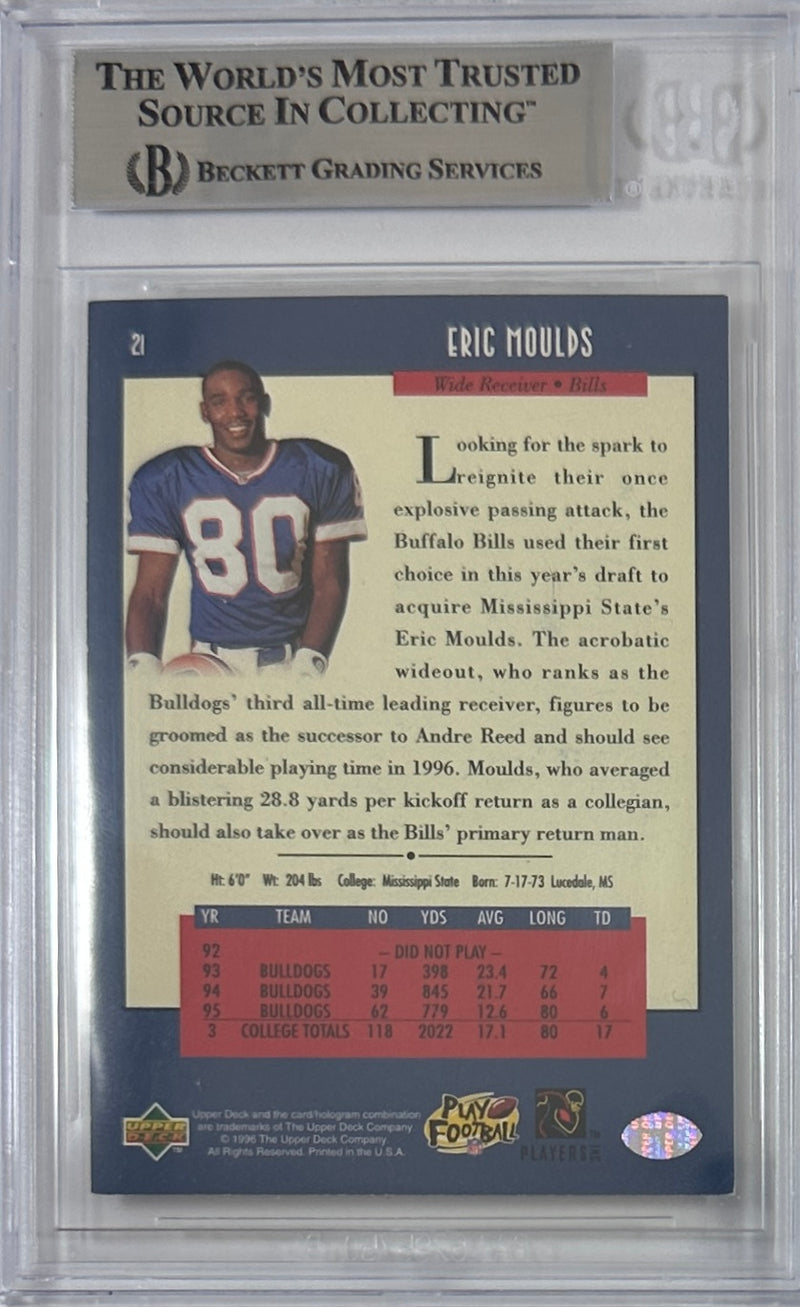 THE WORLD'S MOST TRUSTED
SOURCE IN COLLECTING™
B BECKETT GRADING SERVICES
21
ERIC MOULDS
Wide Receiver • Bills
Looking for the spark to
reignite their once
explosive passing attack, the
Buffalo Bills used their first
choice in this year's draft to
acquire Mississippi State's
Eric Moulds. The acrobatic
wideout, who ranks as the
Bulldogs' third all-time leading receiver, figures to be
groomed as the successor to Andre Reed and should see
considerable playing time in 1996. Moulds, who averaged
a blistering 28.8 yards per kickoff return as a collegian,
should also take over as the Bills' primary return man.
80
Ht: 6'0" Wt: 204 lbs College: Mississippi State Born: 7-17-73 Lucedale, MS
YR TEAM NO YDS AVG LONG TD
92 – DID NOT PLAY –
93 BULLDOGS 17 398 23.4 72 4
94 BULLDOGS 39 845 21.7 66 7
95 BULLDOGS 62 779 12.6 80 6
3 COLLEGE TOTALS 118 2022 17.1 80 17
UPPER DECK™
Upper Deck and the card/hologram combination
are trademarks of The Upper Deck Company.
© 1996 The Upper Deck Company.
All Rights Reserved. Printed in the U.S.A.
PLAY FOOTBALL
NFL
PLAYERS INC ™